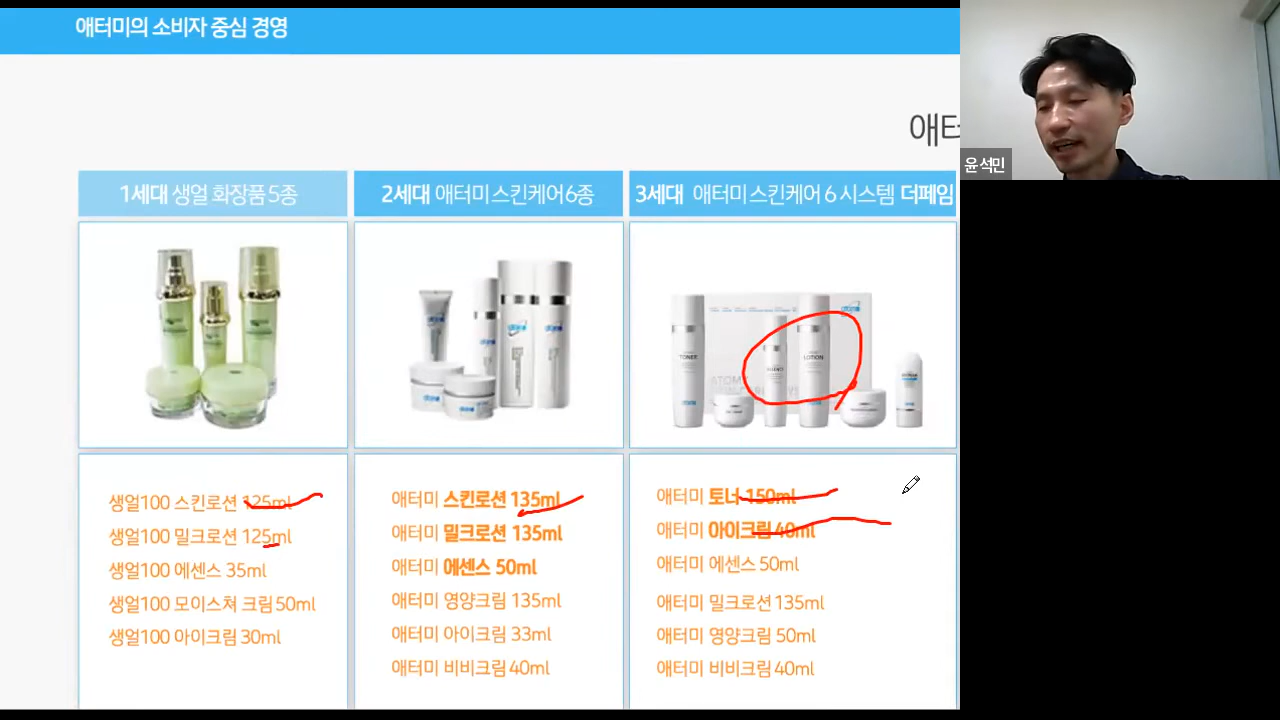 애터미의 소비자 중심 경영
윤석민
애터
1세대 생얼 화장품 5종
2세대 애터미 스킨케어 6종
3세대 애터미 스킨케어 6 시스템 더페임
TONER
LOTION
생얼100 스킨로션 125ml
생얼100 밀크로션 125ml
생얼100 에센스 35ml
생얼100 모이스쳐 크림 50ml
생얼100 아이크림 30ml
애터미 스킨로션 135ml
애터미 밀크로션 135ml
애터미 에센스 50ml
애터미 영양크림 135ml
애터미 아이크림 33ml
애터미 비비크림 40ml
애터미 토너 150ml
애터미 아이크림 40ml
애터미 에센스 50ml
애터미 밀크로션 135ml
애터미 영양크림 50ml
애터미 비비크림 40ml